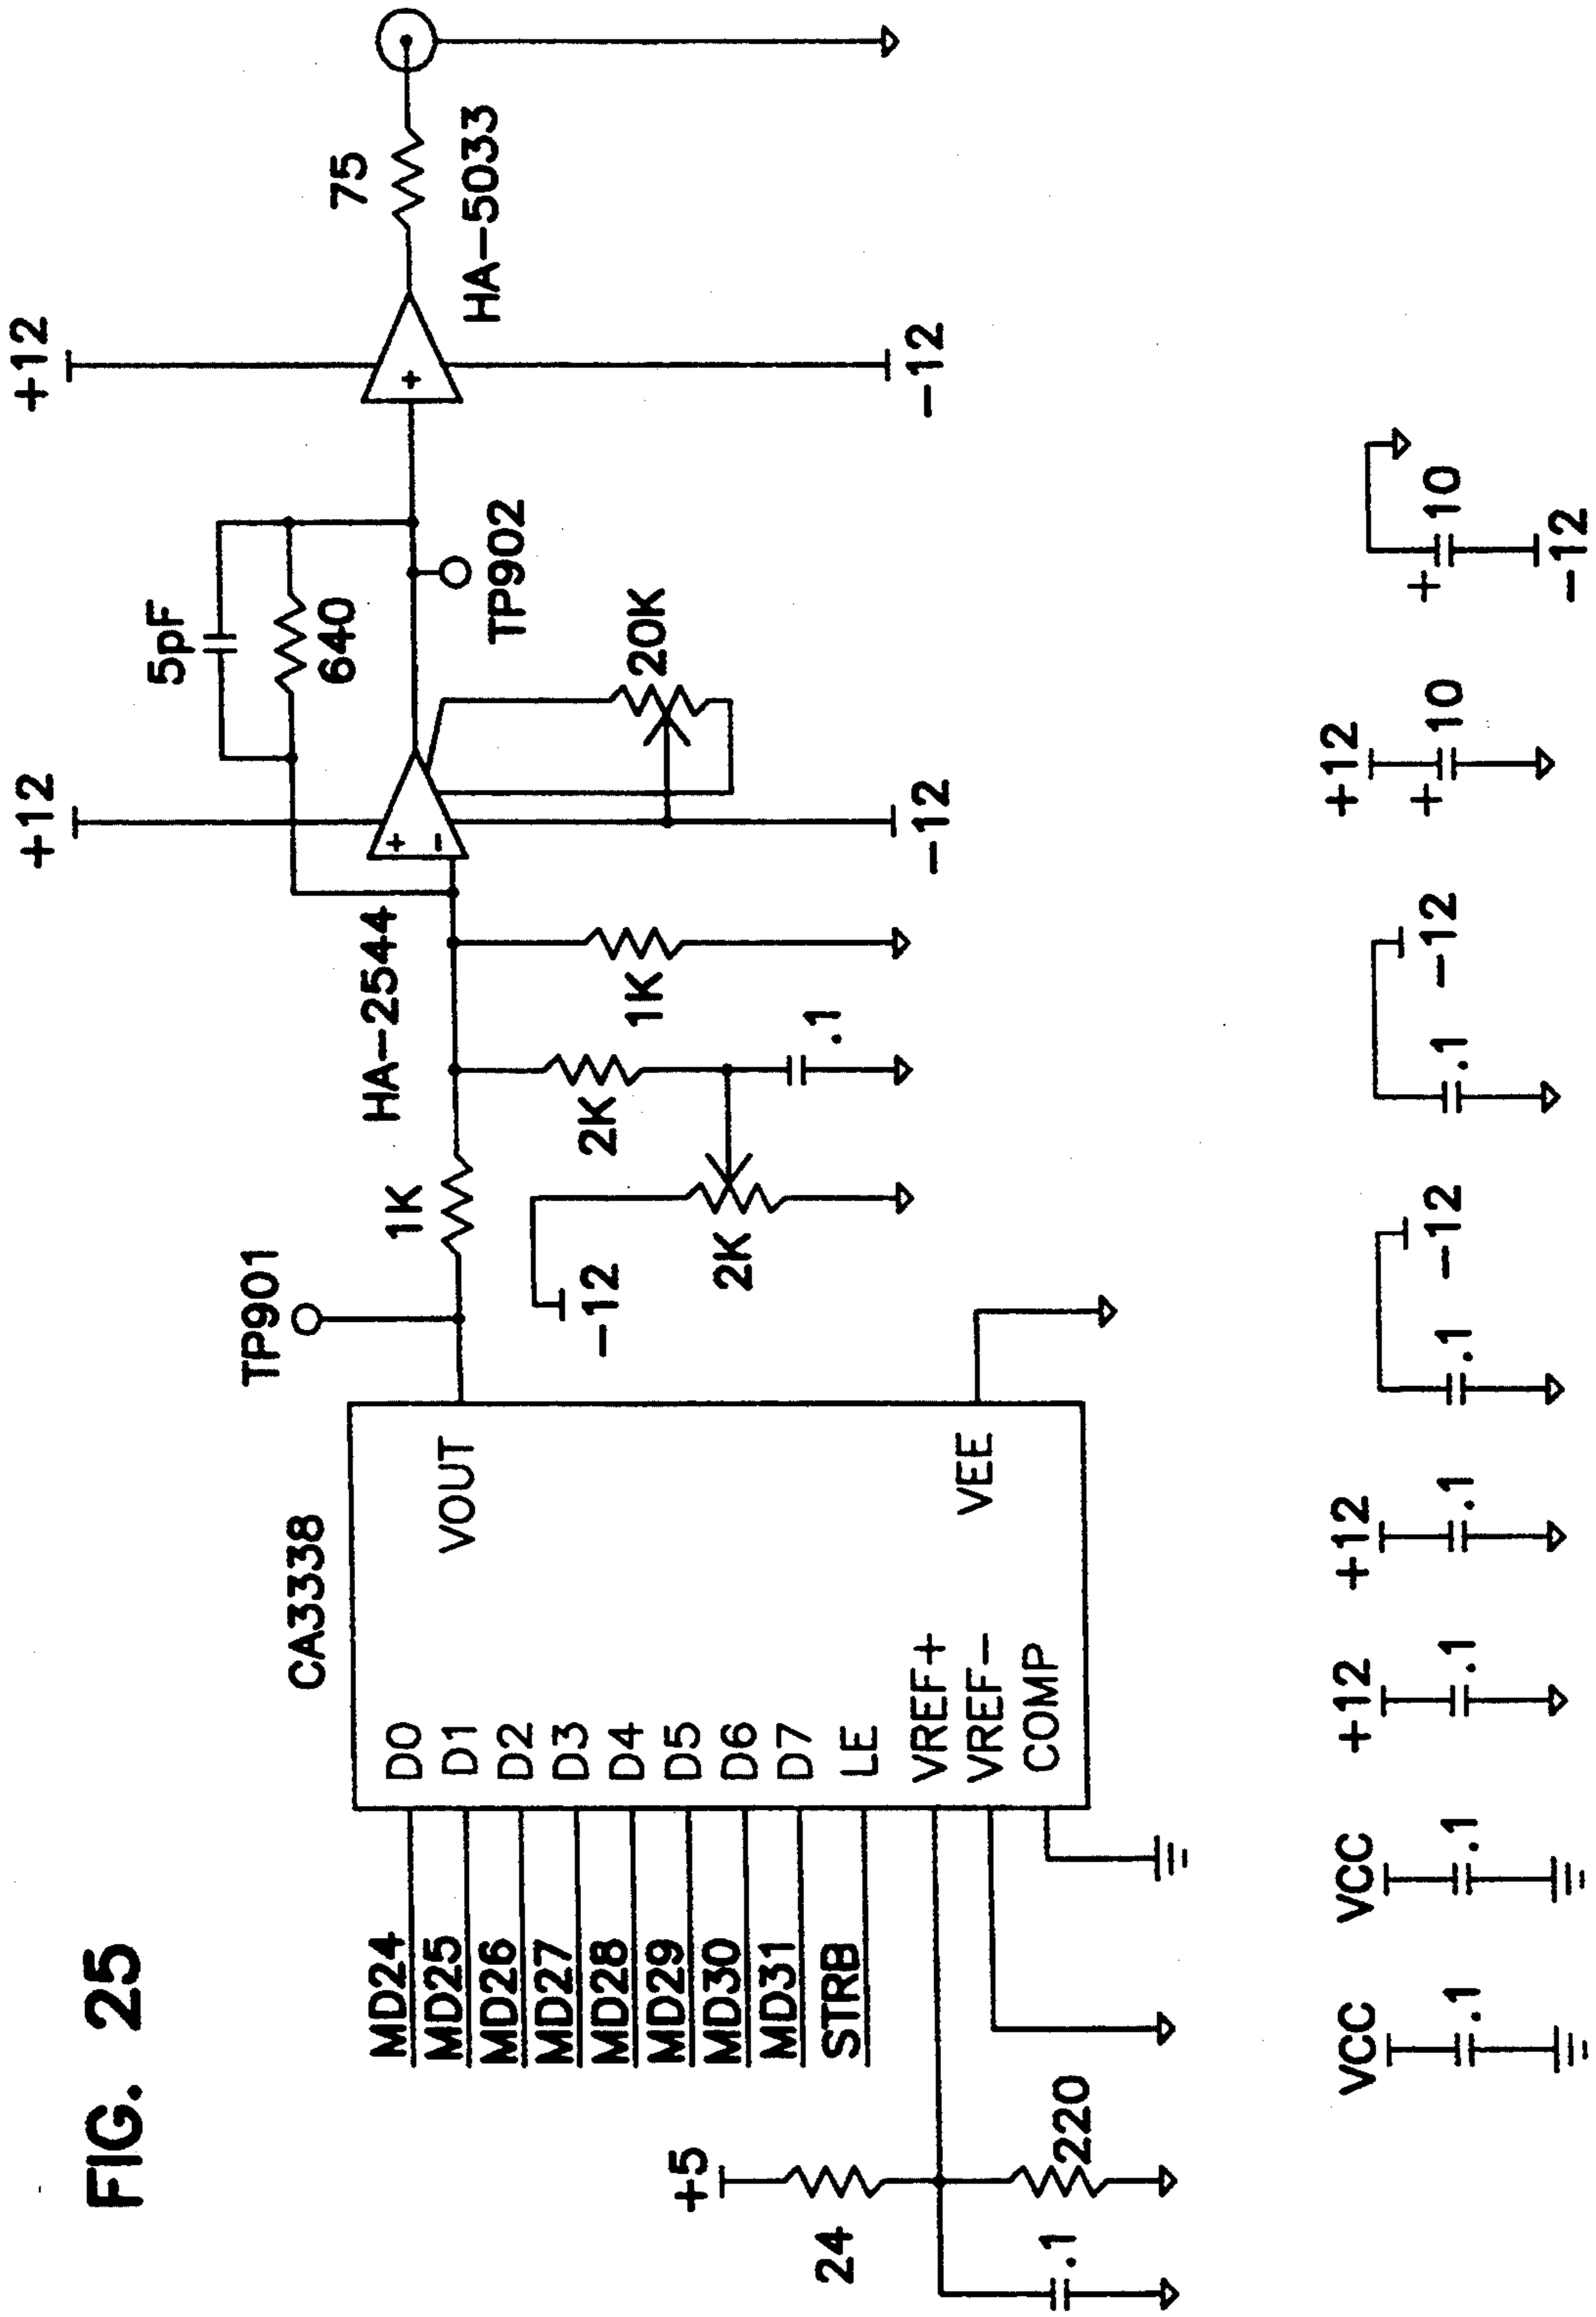 FIG. 25
+5
24
220
.1
MD24
MD25
MD26
MD27
MD28
MD29
MD30
MD31
STRB
CA3338
D0
D1
D2
D3
D4
D5
D6
D7
LE
VREF+
VREF-
COMP
VOUT
VEE
TP901
1K
-12
2K
2K
.1
1K
HA-2544
+12
+
-
-12
20K
5pF
640
TP902
+12
+
-12
HA-5033
75
VCC
.1
VCC
.1
+12
.1
+12
.1
.1
-12
.1
-12
+12
+
10
+
10
-12